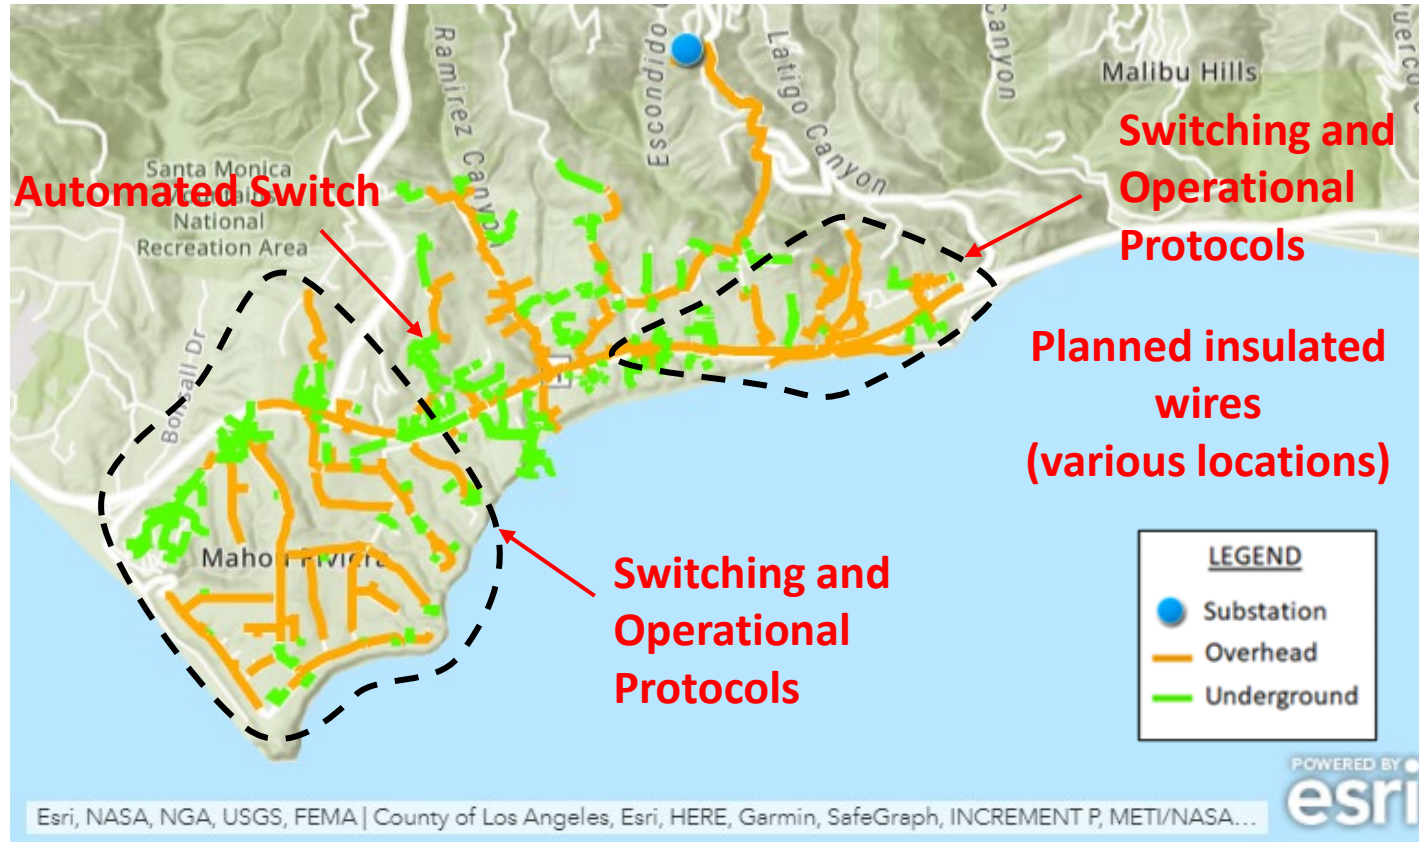 Ramirez Canyon
Escondido
Latigo Canyon
Canyon
Malibu Hills
Switching and
Operational
Protocols
Santa Monica
National
Recreation Area
Automated Switch
Bonsall Dr
Planned insulated
wires
(various locations)
Switching and
Operational
Protocols
LEGEND
Substation
Overhead
Underground
POWERED BY
esri
Esri, NASA, NGA, USGS, FEMA | County of Los Angeles, Esri, HERE, Garmin, SafeGraph, INCREMENT P, METI/NASA...